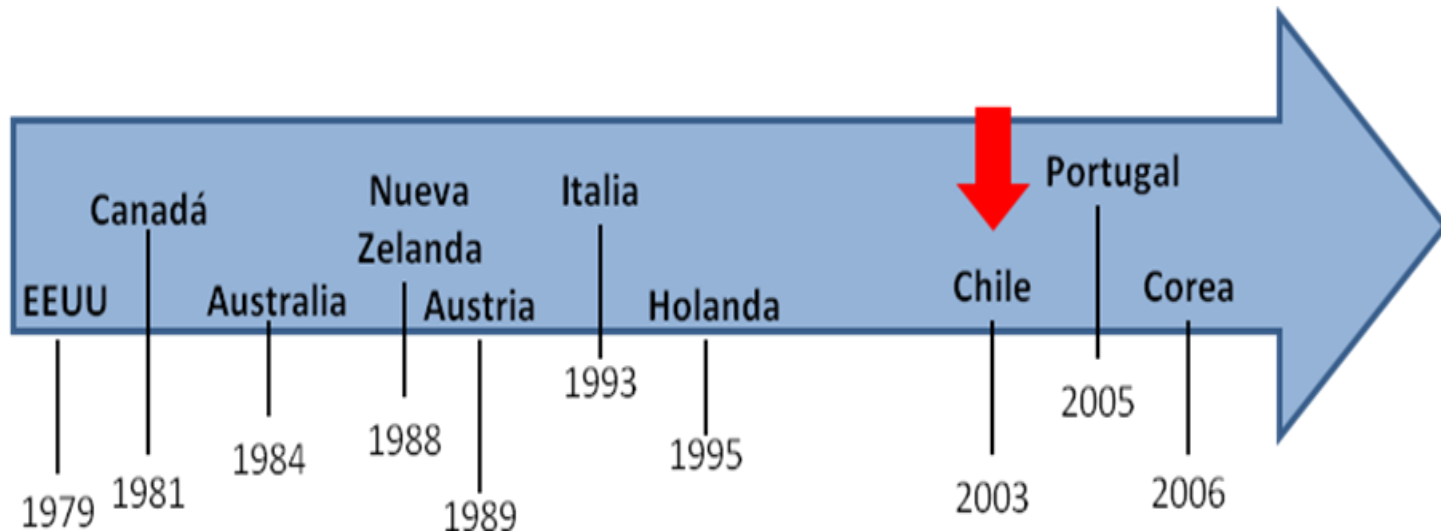 EEUU
1979
Canadá
1981
Australia
1984
Nueva
Zelanda
1988
Austria
1989
Italia
1993
Holanda
1995
Chile
2003
Portugal
2005
Corea
2006